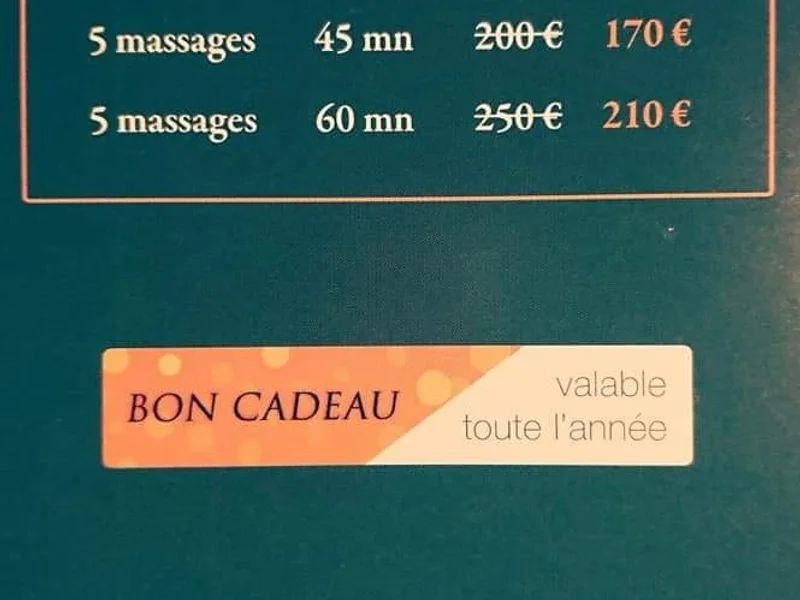 5 massages 45 mn 200 € 170 €
5 massages 60 mn 250 € 210 €
BON CADEAU
valable
toute l'année